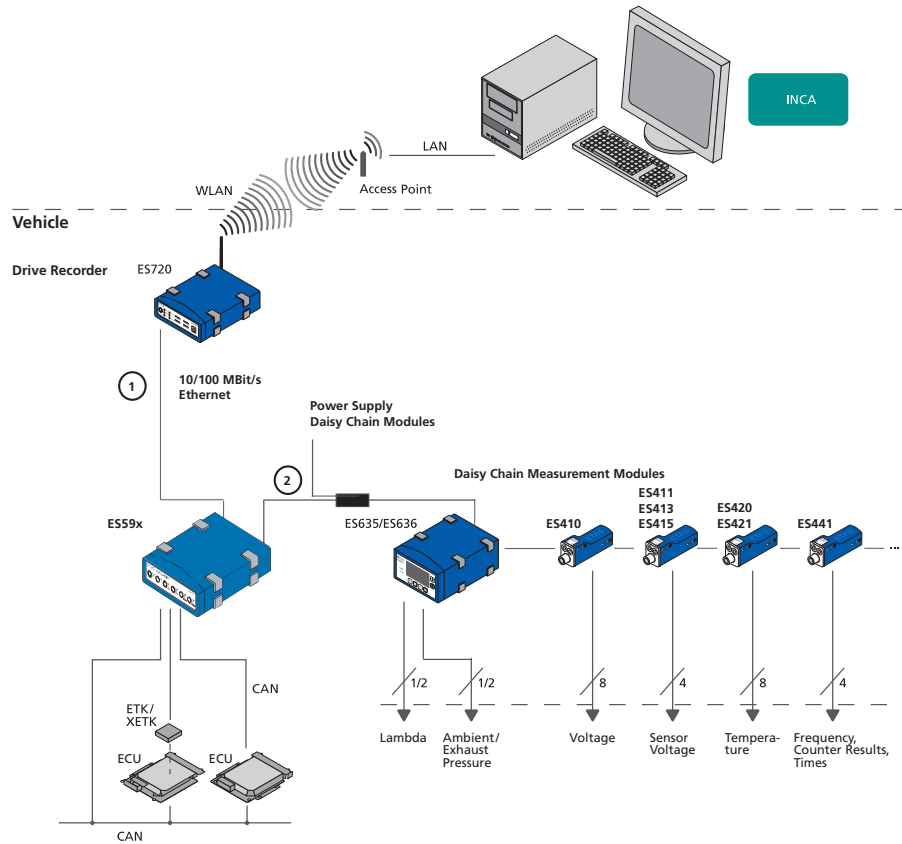 INCA
LAN
Access Point
WLAN
Vehicle
Drive Recorder
ES720
1
10/100 MBit/s
Ethernet
Power Supply
Daisy Chain Modules
2
Daisy Chain Measurement Modules
ES59x
ES635/ES636
ES410
ES411
ES413
ES415
ES420
ES421
ES441
...
CAN
ETK/
XETK
ECU
ECU
CAN
1/2
1/2
8
4
8
4
Lambda
Ambient/
Exhaust
Pressure
Voltage
Sensor
Voltage
Tempera-
ture
Frequency,
Counter Results,
Times